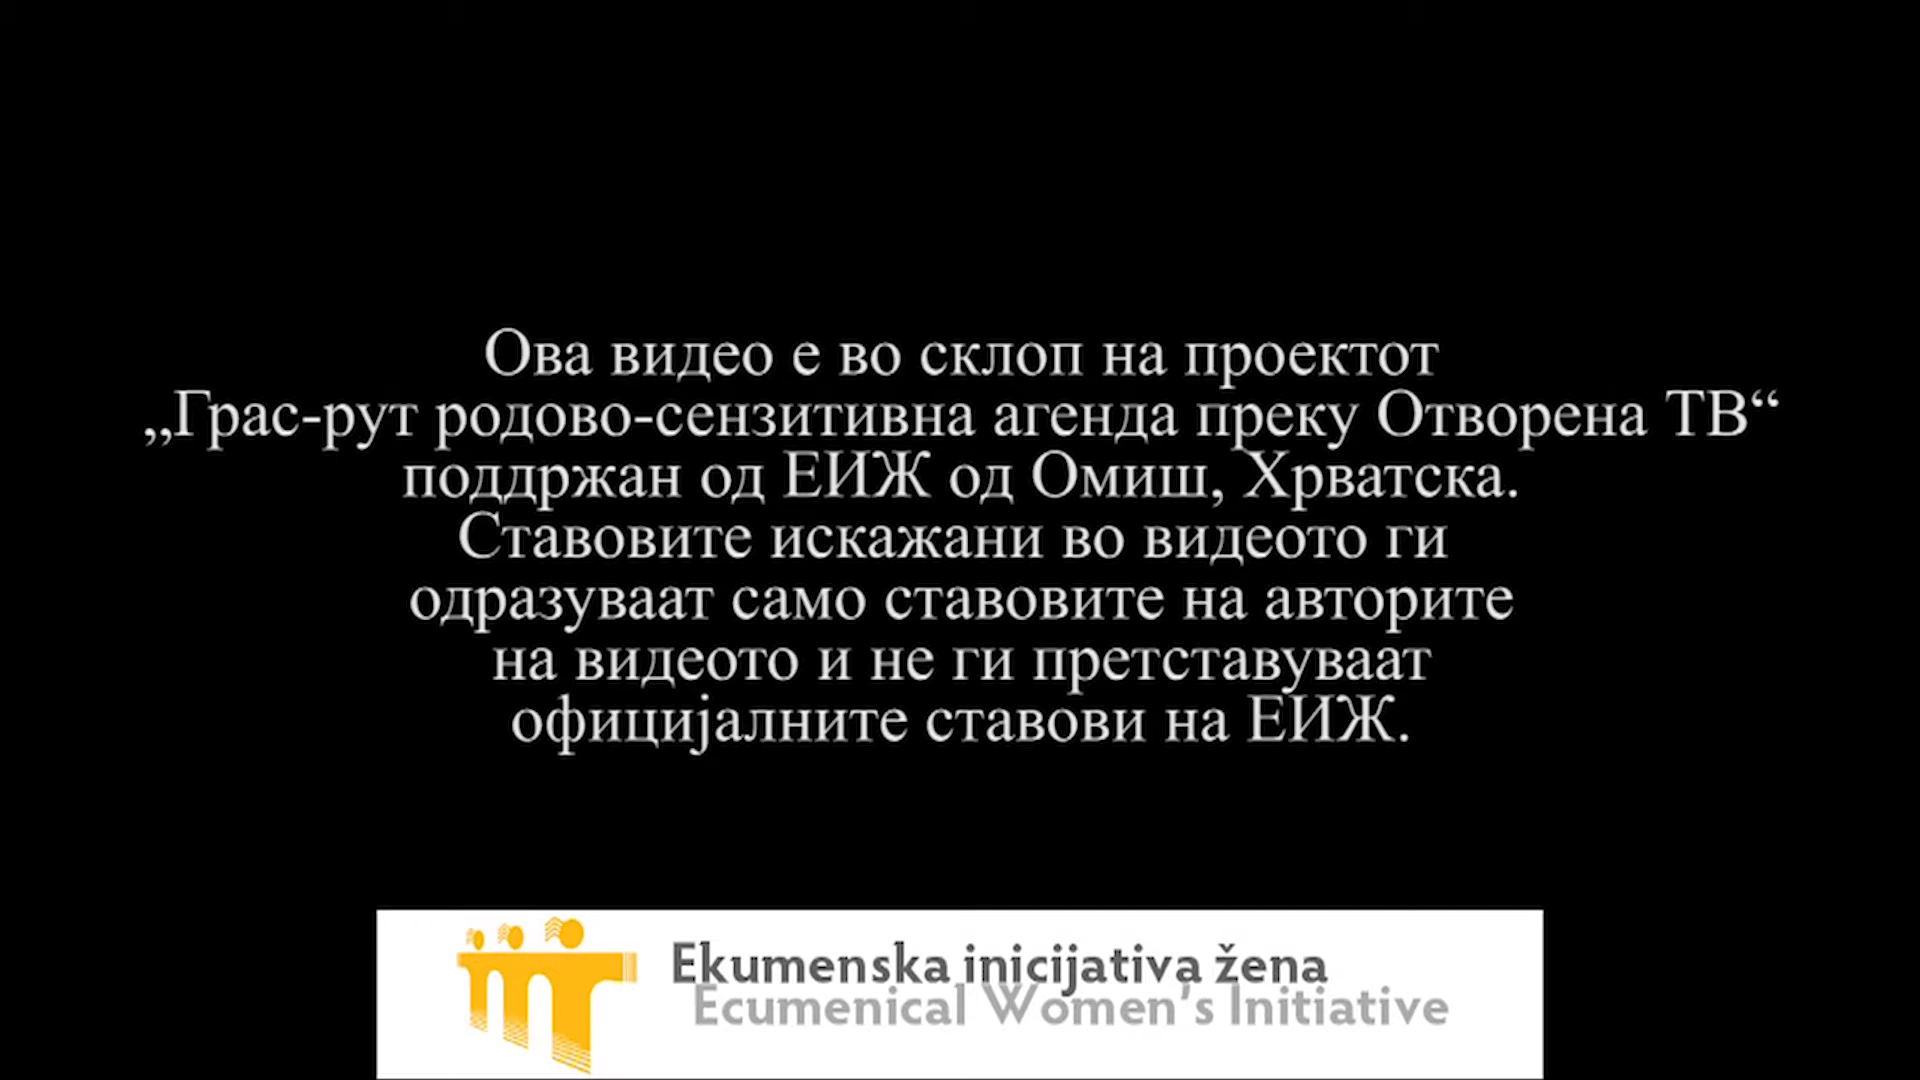 Ова видео е во склоп на проектот
„Грас-рут родово-сензитивна агенда преку Отворена ТВ“
поддржан од ЕИЖ од Омиш, Хрватска.
Ставовите искажани во видеото ги
одразуваат само ставовите на авторите
на видеото и не ги претставуваат
официјалните ставови на ЕИЖ.
Ekumenska inicijativa žena
Ecumenical Women's Initiative